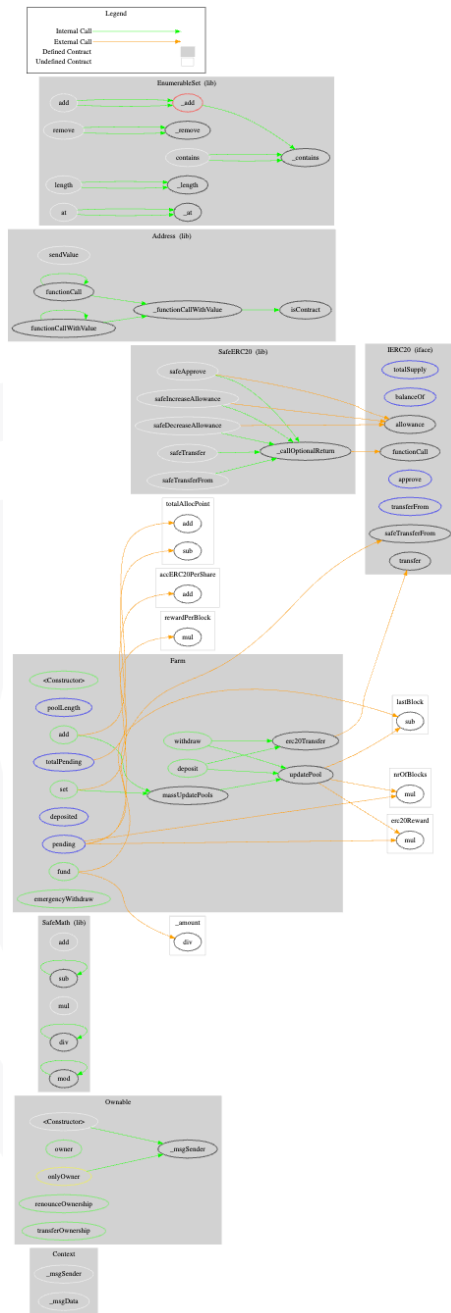 Legend
Internal Call
External Call
Defined Contract
Undefined Contract
EnumerableSet (lib)
add
_add
remove
_remove
contains
_contains
length
_length
at
_at
Address (lib)
sendValue
functionCall
_functionCallWithValue
isContract
functionCallWithValue
SafeERC20 (lib)
safeApprove
safeIncreaseAllowance
safeDecreaseAllowance
_callOptionalReturn
safeTransfer
safeTransferFrom
IERC20 (iface)
totalSupply
balanceOf
allowance
functionCall
approve
transferFrom
safeTransferFrom
transfer
totalAllocPoint
add
sub
accERC20PerShare
add
rewardPerBlock
mul
Farm
<Constructor>
poolLength
add
totalPending
set
deposited
pending
fund
emergencyWithdraw
withdraw
deposit
massUpdatePools
erc20Transfer
updatePool
lastBlock
sub
nrOfBlocks
mul
erc20Reward
mul
_amount
div
SafeMath (lib)
add
sub
mul
div
mod
Ownable
<Constructor>
_msgSender
owner
onlyOwner
renounceOwnership
transferOwnership
Context
_msgSender
_msgData